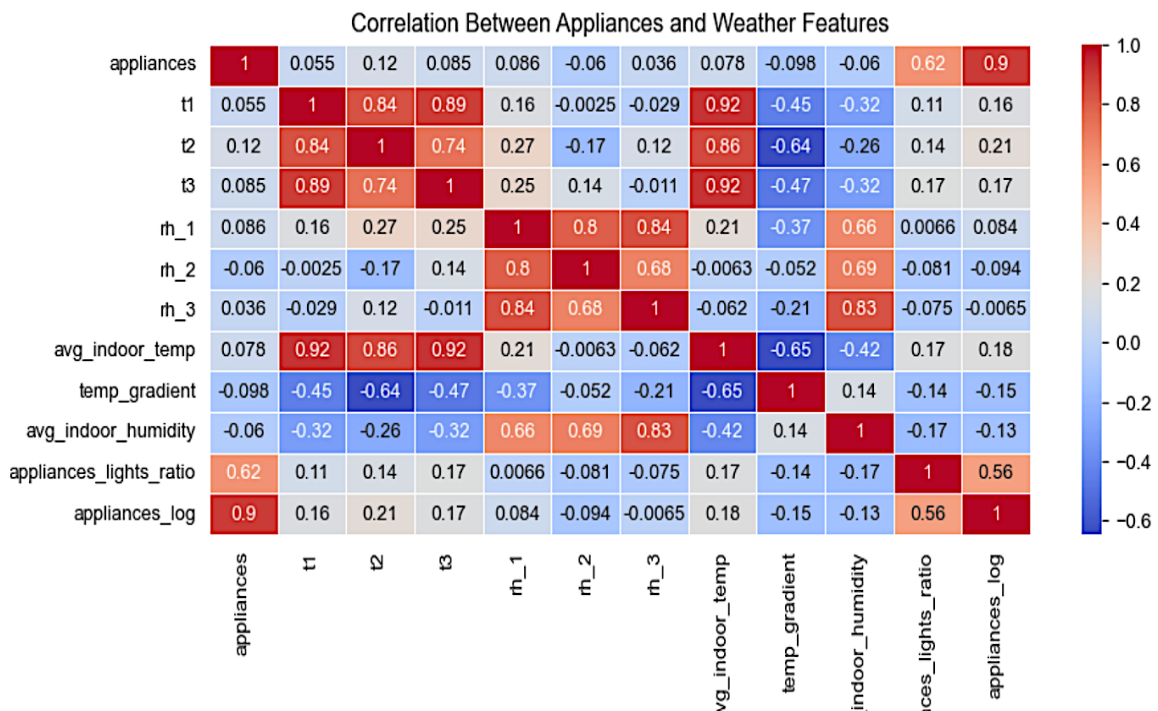 Correlation Between Appliances and Weather Features
appliances 1 0.055 0.12 0.085 0.086 -0.06 0.036 0.078 -0.098 -0.06 0.62 0.9
t1 0.055 1 0.84 0.89 0.16 -0.0025 -0.029 0.92 -0.45 -0.32 0.11 0.16
t2 0.12 0.84 1 0.74 0.27 -0.17 0.12 0.86 -0.64 -0.26 0.14 0.21
t3 0.085 0.89 0.74 1 0.25 0.14 -0.011 0.92 -0.47 -0.32 0.17 0.17
rh_1 0.086 0.16 0.27 0.25 1 0.8 0.84 0.21 -0.37 0.66 0.0066 0.084
rh_2 -0.06 -0.0025 -0.17 0.14 0.8 1 0.68 -0.0063 -0.052 0.69 -0.081 -0.094
rh_3 0.036 -0.029 0.12 -0.011 0.84 0.68 1 -0.062 -0.21 0.83 -0.075 -0.0065
avg_indoor_temp 0.078 0.92 0.86 0.92 0.21 -0.0063 -0.062 1 -0.65 -0.42 0.17 0.18
temp_gradient -0.098 -0.45 -0.64 -0.47 -0.37 -0.052 -0.21 -0.65 1 0.14 -0.14 -0.15
avg_indoor_humidity -0.06 -0.32 -0.26 -0.32 0.66 0.69 0.83 -0.42 0.14 1 -0.17 -0.13
appliances_lights_ratio 0.62 0.11 0.14 0.17 0.0066 -0.081 -0.075 0.17 -0.14 -0.17 1 0.56
appliances_log 0.9 0.16 0.21 0.17 0.084 -0.094 -0.0065 0.18 -0.15 -0.13 0.56 1
appliances
t1
t2
t3
rh_1
rh_2
rh_3
vg_indoor_temp
temp_gradient
indoor_humidity
ces_lights_ratio
appliances_log
1.0
0.8
0.6
0.4
0.2
0.0
-0.2
-0.4
-0.6